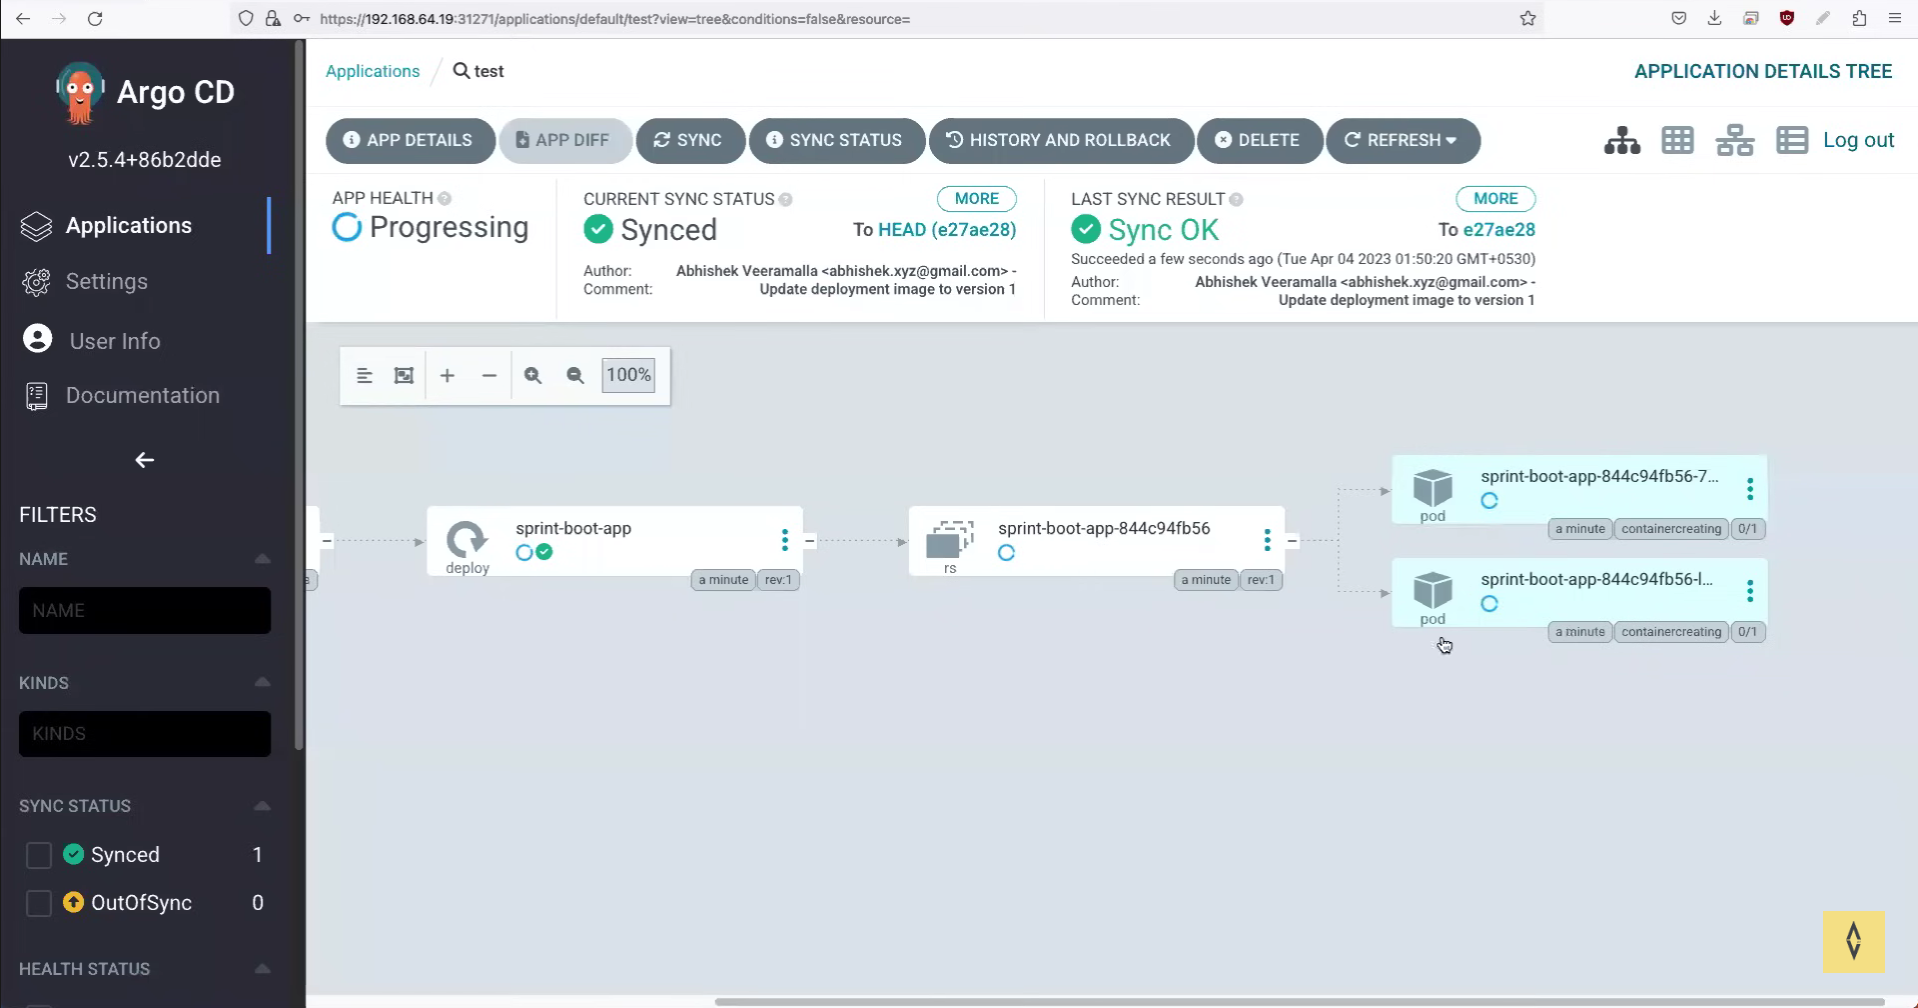 https://192.168.64.19:31271/applications/default/test?view=tree&conditions=false&resource=
Argo CD
v2.5.4+86b2dde
Applications
Settings
User Info
Documentation
FILTERS
NAME
NAME
KINDS
KINDS
SYNC STATUS
Synced 1
OutOfSync 0
HEALTH STATUS
Applications / test
APPLICATION DETAILS TREE
APP DETAILS APP DIFF SYNC SYNC STATUS HISTORY AND ROLLBACK DELETE REFRESH Log out
APP HEALTH
Progressing
CURRENT SYNC STATUS MORE
Synced To HEAD (e27ae28)
Author: Abhishek Veeramalla <abhishek.xyz@gmail.com> -
Comment: Update deployment image to version 1
LAST SYNC RESULT MORE
Sync OK To e27ae28
Succeeded a few seconds ago (Tue Apr 04 2023 01:50:20 GMT+0530)
Author: Abhishek Veeramalla <abhishek.xyz@gmail.com> -
Comment: Update deployment image to version 1
100%
sprint-boot-app
deploy
a minute rev:1
sprint-boot-app-844c94fb56
rs
a minute rev:1
sprint-boot-app-844c94fb56-7...
pod
a minute containercreating 0/1
sprint-boot-app-844c94fb56-l...
pod
a minute containercreating 0/1